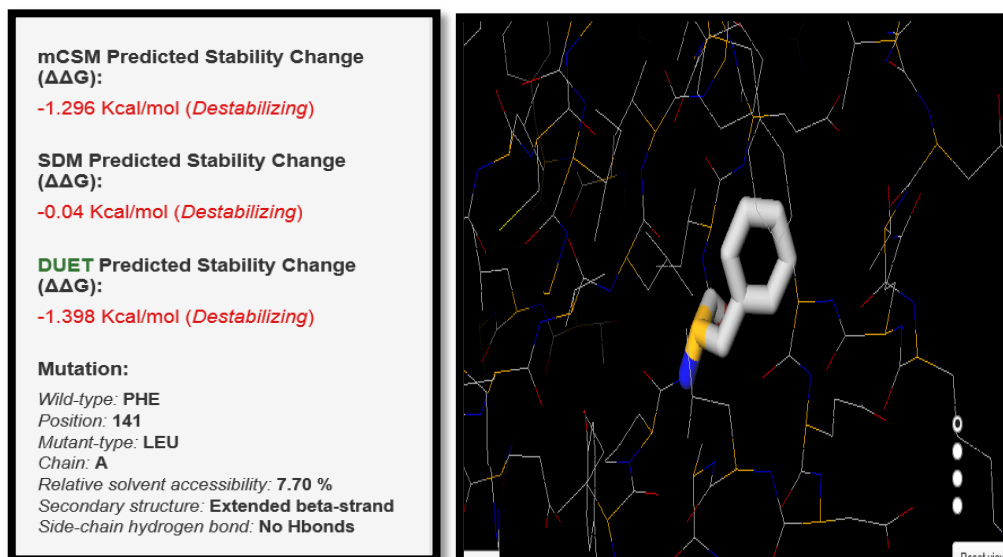 mCSM Predicted Stability Change
(ΔΔG):
-1.296 Kcal/mol (Destabilizing)
SDM Predicted Stability Change
(ΔΔG):
-0.04 Kcal/mol (Destabilizing)
DUET Predicted Stability Change
(ΔΔG):
-1.398 Kcal/mol (Destabilizing)
Mutation:
Wild-type: PHE
Position: 141
Mutant-type: LEU
Chain: A
Relative solvent accessibility: 7.70 %
Secondary structure: Extended beta-strand
Side-chain hydrogen bond: No Hbonds